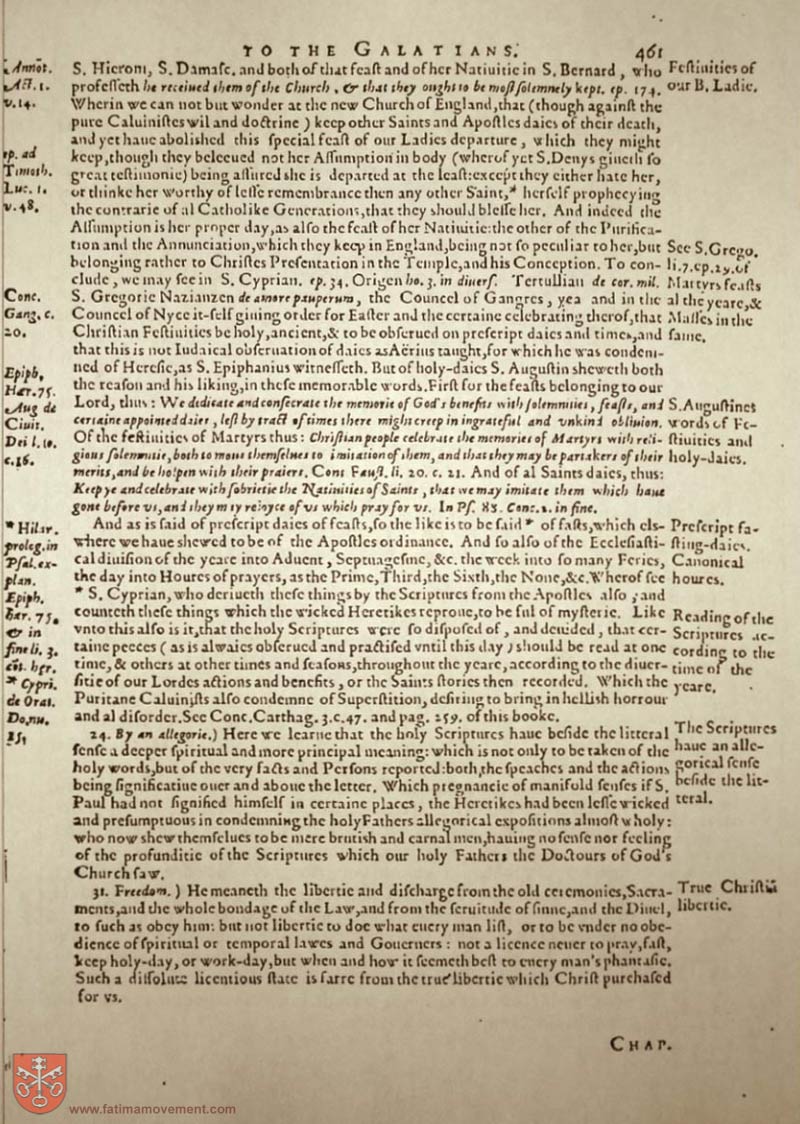 TO THE GALATIANS. 461
Annot.
Act. 1.
v. 14.
ep. ad
Timoth.
Luc. 1.
v. 48.
Conc.
Gang. c.
20.
Epiph.
Hær. 75.
Aug de
Ciuit.
Dei l. 10.
c. 16.
* Hilar.
proleg. in
Psal. ex-
plan.
Epiph.
har. 75.
& in
fine li. 3.
cōt. her.
* Cypri.
de Orat.
Do. nu.
15.
S. Hierom, S. Damasc. and both of that feast and of her Natiuitie in S. Bernard, who
professeth he receiued them of the Church, & that they ought to be most solemnely kept. ep. 174.
Wherin we can not but wonder at the new Church of England, that (though against the
pure Caluinistes wil and doctrine) keep other Saints and Apostles daies of their death,
and yet haue abolished this special feast of our Ladies departure, which they might
keep, though they beleeued not her Assumption in body (wherof yet S. Denys giueth so
great testimonie) being assured she is departed at the least: except they either hate her,
or thinke her worthy of lesse remembrance then any other Saint, * herself prophecying
the contrarie of al Catholike Generations, that they should blesse her. And indeed the
Assumption is her proper day, as also the feast of her Natiuitie: the other of the Purifica-
tion and the Annunciation, which they keep in England, being not so peculiar to her, but
belonging rather to Christes Presentation in the Temple, and his Conception. To con-
clude, we may see in S. Cyprian. ep. 34. Origen ho. 3. in diuers. Tertullian de cor. mil.
S. Gregorie Nazianzen de amore pauperum, the Councel of Gangres, yea and in the
Councel of Nyce it-self giuing order for Easter and the certaine celebrating therof, that
Christian Festiuities be holy, ancient, & to be obserued on prescript daies and times, and
that this is not Iudaical obseruation of daies as Aërius taught, for which he was condem-
ned of Heresie, as S. Epiphanius witnesseth. But of holy-daies S. Augustin sheweth both
the reason and his liking, in these memorable words. First for the feasts belonging to our
Lord, thus: We dedicate and consecrate the memorie of God's benefits with solemnities, feasts, and
certaine appointed daies, lest by tract of times there might creep in ingrateful and vnkind obliuion.
Of the festiuities of Martyrs thus: Christian people celebrate the memories of Martyrs with reli-
gious solemnitie, both to moue themselues to imitation of them, and that they may be partakers of their
merits, and be holpen with their praiers. Cont Faust. li. 20. c. 21. And of al Saints daies, thus:
Keep ye and celebrate with sobrietie the Natiuities of Saints, that we may imitate them which haue
gone before vs, and they may reioyce of vs which pray for vs. In Ps. 88. Conc. 2. in fine.
And as is said of prescript daies of feasts, so the like is to be said * of fasts, which els-
where we haue shewed to be of the Apostles ordinance. And so also of the Ecclesiasti-
cal diuision of the yeare into Aduent, Septuagesme, &c. the week into so many Feries,
the day into Houres of prayers, as the Prime, Third, the Sixth, the None, &c. Wherof see
* S. Cyprian, who deriueth these things by the Scriptures from the Apostles also; and
counteth these things which the wicked Heretikes reproue, to be ful of mysterie. Like
vnto this also is it, that the holy Scriptures were so disposed of, and deuided, that cer-
taine peeces (as is alwaies obserued and practised vntil this day) should be read at one
time, & others at other times and seasons, throughout the yeare, according to the diuer-
sitie of our Lordes actions and benefits, or the Saints stories then recorded. Which the
Puritane Caluinists also condemne of Superstition, desiring to bring in hellish horrour
and al disorder. See Conc. Carthag. 3. c. 47. and pag. 259. of this booke.
24. By an allegorie.) Here we learne that the holy Scriptures haue beside the litteral
sense a deeper spiritual and more principal meaning: which is not only to be taken of the
holy words, but of the very facts and Persons reported: both, the speaches and the actions
being significatiue ouer and aboue the letter. Which pregnancie of manifold senses if S.
Paul had not signified himself in certaine places, the Heretikes had been lesse wicked
and presumptuous in condemning the holy Fathers allegorical expositions almost wholy:
who now shew themselues to be mere brutish and carnal men, hauing no sense nor feeling
of the profunditie of the Scriptures which our holy Fathers the Doctours of God's
Church saw.
31. Freedom.) He meaneth the libertie and discharge from the old ceremonies, Sacra-
ments, and the whole bondage of the Law, and from the seruitude of sinne, and the Diuel,
to such as obey him: but not libertie to doe what euery man list, or to be vnder no obe-
dience of spiritual or temporal lawes and Gouerners: not a licence neuer to pray, fast,
keep holy-day, or work-day, but when and how it seemeth best to euery man's phantasie.
Such a dissolute licentious state is farre from the true libertie which Christ purchased
for vs.
Festiuities of
our B. Ladie.
See S. Grego.
li. 7. ep. 29. of
Martyrs feasts
al the yeare, &
Masses in the
same.
S. Augustines
words of Fe-
stiuities and
holy-daies.
Prescript fa-
sting-daies.
Canonical
houres.
Reading of the
Scriptures ac-
cording to the
time of the
yeare.
The Scriptures
haue an alle-
gorical sense
beside the lit-
teral.
True Christiā
libertie.
CHAP.
www.fatimamovement.com